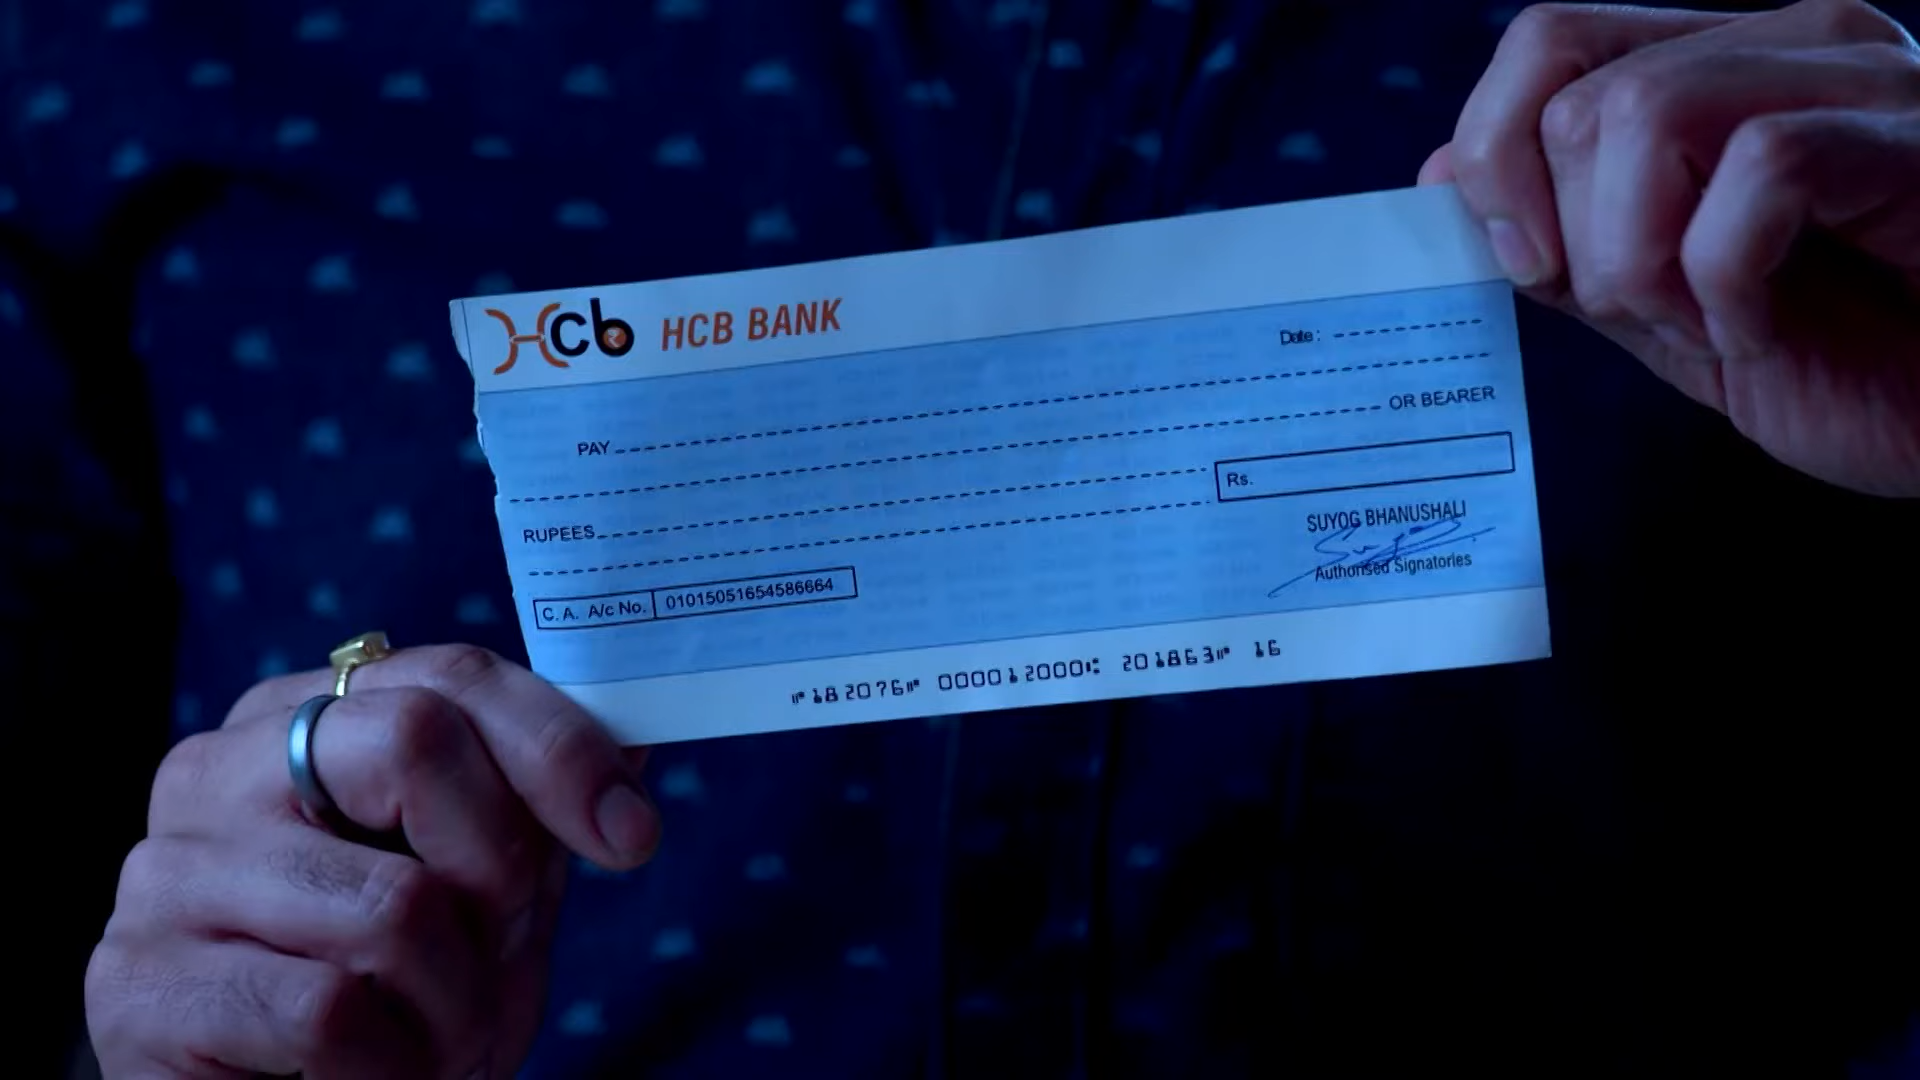 Hcb HCB BANK
Date:
PAY
OR BEARER
RUPEES
Rs.
SUYOG BHANUSHALI
Authorised Signatories
C. A. A/c No. 01015051654586664
⑈182076⑈ 000012000⑆ 201863⑈ 16